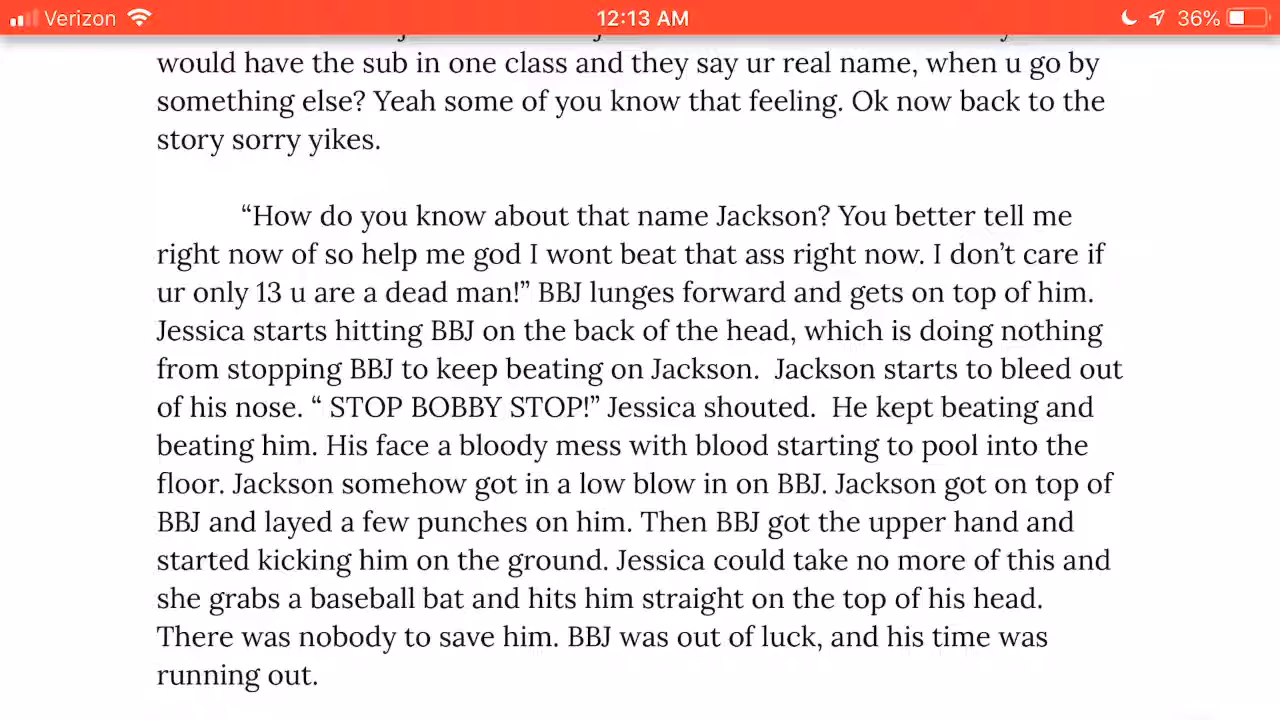 Verizon 12:13 AM 36%
would have the sub in one class and they say ur real name, when u go by
something else? Yeah some of you know that feeling. Ok now back to the
story sorry yikes.
“How do you know about that name Jackson? You better tell me
right now of so help me god I wont beat that ass right now. I don’t care if
ur only 13 u are a dead man!” BBJ lunges forward and gets on top of him.
Jessica starts hitting BBJ on the back of the head, which is doing nothing
from stopping BBJ to keep beating on Jackson.  Jackson starts to bleed out
of his nose. “ STOP BOBBY STOP!” Jessica shouted.  He kept beating and
beating him. His face a bloody mess with blood starting to pool into the
floor. Jackson somehow got in a low blow in on BBJ. Jackson got on top of
BBJ and layed a few punches on him. Then BBJ got the upper hand and
started kicking him on the ground. Jessica could take no more of this and
she grabs a baseball bat and hits him straight on the top of his head.
There was nobody to save him. BBJ was out of luck, and his time was
running out.